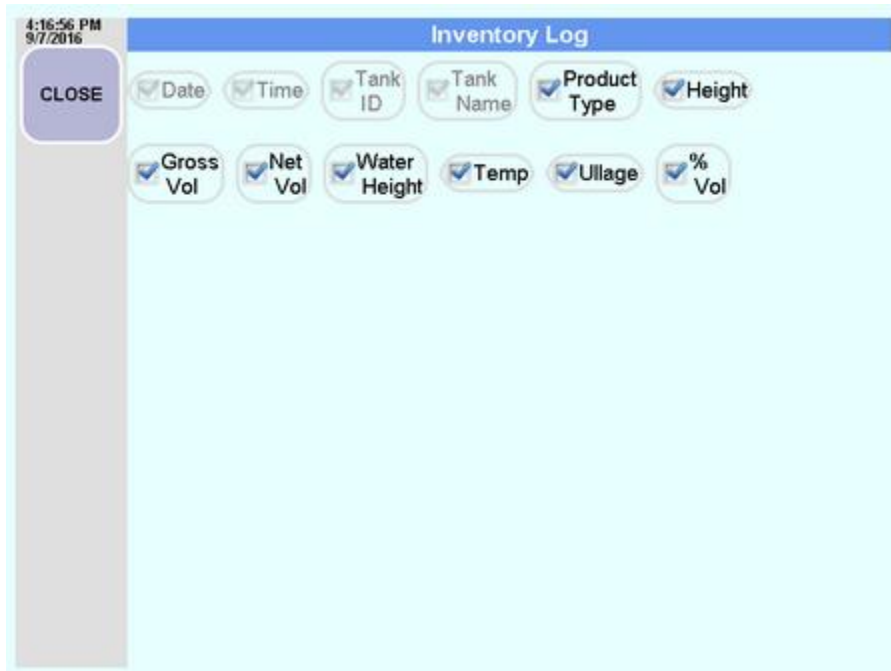 4:16:56 PM
9/7/2016
Inventory Log
CLOSE
Date
Time
Tank
ID
Tank
Name
Product
Type
Height
Gross
Vol
Net
Vol
Water
Height
Temp
Ullage
%
Vol